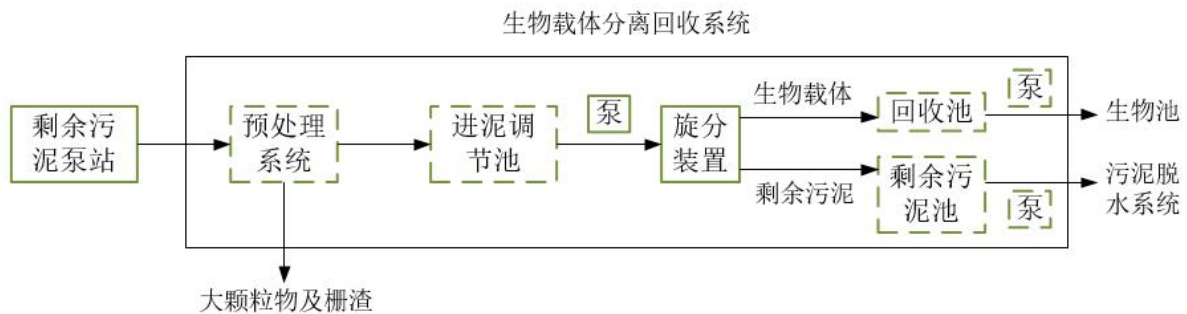 生物载体分离回收系统
剩余污
泥泵站
预处理
系统
进泥调
节池
泵
旋分
装置
生物载体
剩余污泥
回收池
剩余污
泥池
泵
泵
生物池
污泥脱
水系统
大颗粒物及栅渣